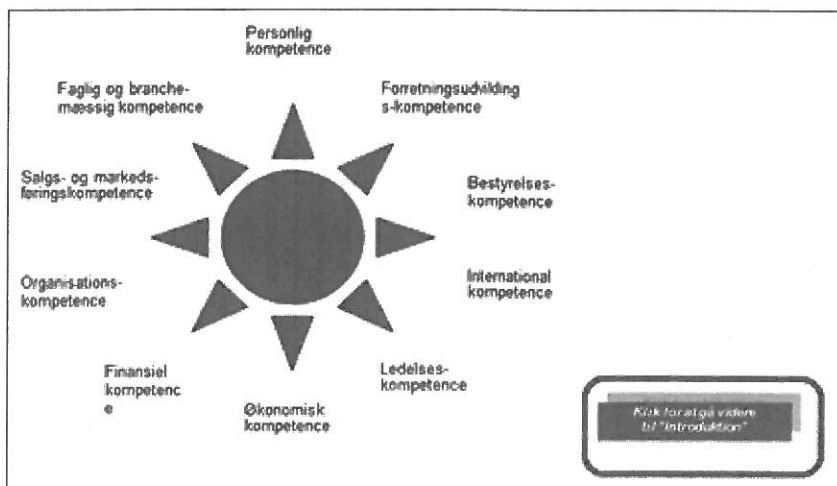 Personlig
kompetence
Faglig og branche-
mæssig kompetence
Forretningsudvikling
s-kompetence
Salgs- og markeds-
føringskompetence
Bestyrelses-
kompetence
Organisations-
kompetence
International
kompetence
Finansiel
kompetenc
e
Ledelses-
kompetence
Økonomisk
kompetence
Klik for at gå videre
til "Introduktion"